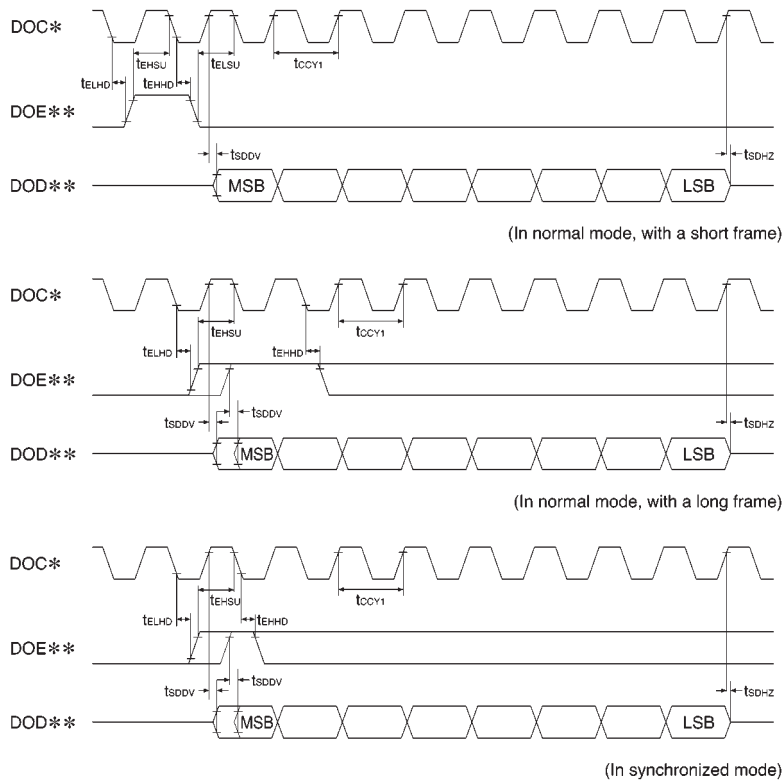 DOC*
tEHSU tELSU tCCY1
tELHD tEHHD
DOE**
tSDDV tSDHZ
DOD** MSB LSB
(In normal mode, with a short frame)
DOC*
tEHSU tCCY1
tELHD tEHHD
DOE**
tSDDV tSDDV tSDHZ
DOD** MSB LSB
(In normal mode, with a long frame)
DOC*
tEHSU tCCY1
tELHD tEHHD
DOE**
tSDDV tSDDV tSDHZ
DOD** MSB LSB
(In synchronized mode)